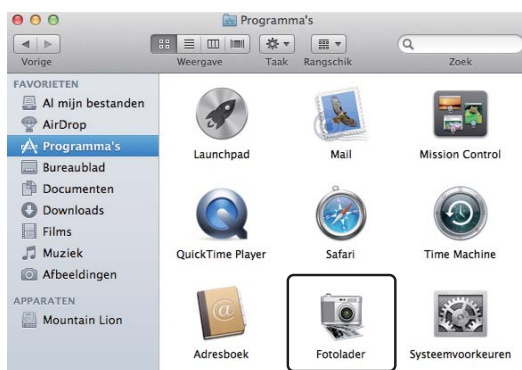 Programma's
Vorige Weergave Taak Rangschik Zoek
FAVORIETEN
Al mijn bestanden
AirDrop
Programma's
Bureaublad
Documenten
Downloads
Films
Muziek
Afbeeldingen
APPARATEN
Mountain Lion
Launchpad Mail Mission Control
QuickTime Player Safari Time Machine
Adresboek Fotolader Systeemvoorkeuren